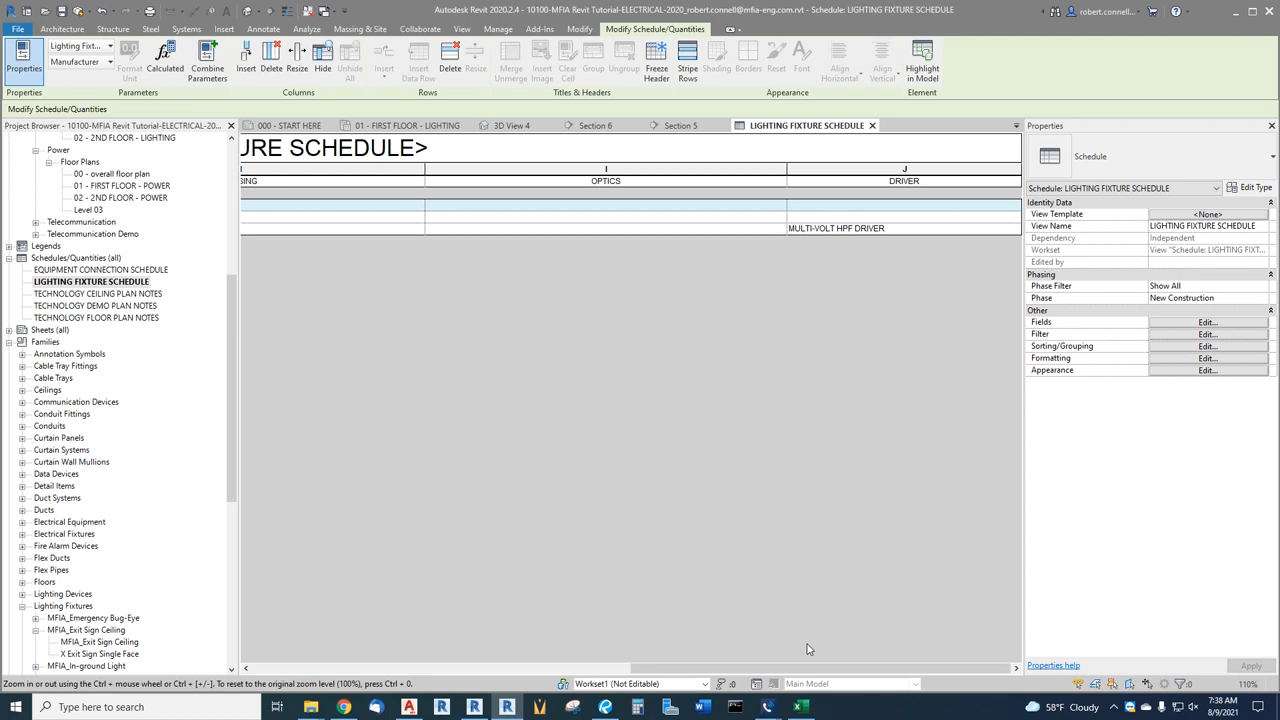 Autodesk Revit 2020.2.4 - 10100-MFIA Revit Tutorial-ELECTRICAL-2020_robert.connell@mfia-eng.com.rvt - Schedule: LIGHTING FIXTURE SCHEDULE
robert.connell...
File Architecture Structure Steel Systems Insert Annotate Analyze Massing & Site Collaborate View Manage Add-Ins Modify Modify Schedule/Quantities
Lighting Fixt...
Manufacturer
Properties
Format Unit
Calculated
Combine Parameters
Insert
Delete
Resize
Hide
Unhide All
Insert
Insert Data Row
Delete
Resize
Merge Unmerge
Insert Image
Clear Cell
Group
Ungroup
Freeze Header
Stripe Rows
Shading
Borders
Reset
Font
Align Horizontal
Align Vertical
Highlight in Model
Properties Parameters Columns Rows Titles & Headers Appearance Element
Modify Schedule/Quantities
Project Browser - 10100-MFIA Revit Tutorial-ELECTRICAL-20...
02 - 2ND FLOOR - LIGHTING
Power
Floor Plans
00 - overall floor plan
01 - FIRST FLOOR - POWER
02 - 2ND FLOOR - POWER
Level 03
Telecommunication
Telecommunication Demo
Legends
Schedules/Quantities (all)
EQUIPMENT CONNECTION SCHEDULE
LIGHTING FIXTURE SCHEDULE
TECHNOLOGY CEILING PLAN NOTES
TECHNOLOGY DEMO PLAN NOTES
TECHNOLOGY FLOOR PLAN NOTES
Sheets (all)
Families
Annotation Symbols
Cable Tray Fittings
Cable Trays
Ceilings
Communication Devices
Conduit Fittings
Conduits
Curtain Panels
Curtain Systems
Curtain Wall Mullions
Data Devices
Detail Items
Duct Systems
Ducts
Electrical Equipment
Electrical Fixtures
Fire Alarm Devices
Flex Ducts
Flex Pipes
Floors
Lighting Devices
Lighting Fixtures
MFIA_Emergency Bug-Eye
MFIA_Exit Sign Ceiling
MFIA_Exit Sign Ceiling
X Exit Sign Single Face
MFIA_In-ground Light
000 - START HERE
01 - FIRST FLOOR - LIGHTING
3D View 4
Section 6
Section 5
LIGHTING FIXTURE SCHEDULE
URE SCHEDULE>
I I J
SING OPTICS DRIVER
MULTI-VOLT HPF DRIVER
Properties
Schedule
Schedule: LIGHTING FIXTURE SCHEDULE Edit Type
Identity Data
View Template <None>
View Name LIGHTING FIXTURE SCHEDULE
Dependency Independent
Workset View "Schedule: LIGHTING FIXT...
Edited by
Phasing
Phase Filter Show All
Phase New Construction
Other
Fields Edit...
Filter Edit...
Sorting/Grouping Edit...
Formatting Edit...
Appearance Edit...
Properties help
Apply
Zoom in or out using the Ctrl + mouse wheel or Ctrl + [+/-]. To reset to the original zoom level (100%), press Ctrl + 0.
Workset1 (Not Editable)
:0
Main Model
:0
110%
Type here to search
58°F Cloudy
7:38 AM
8/9/2021